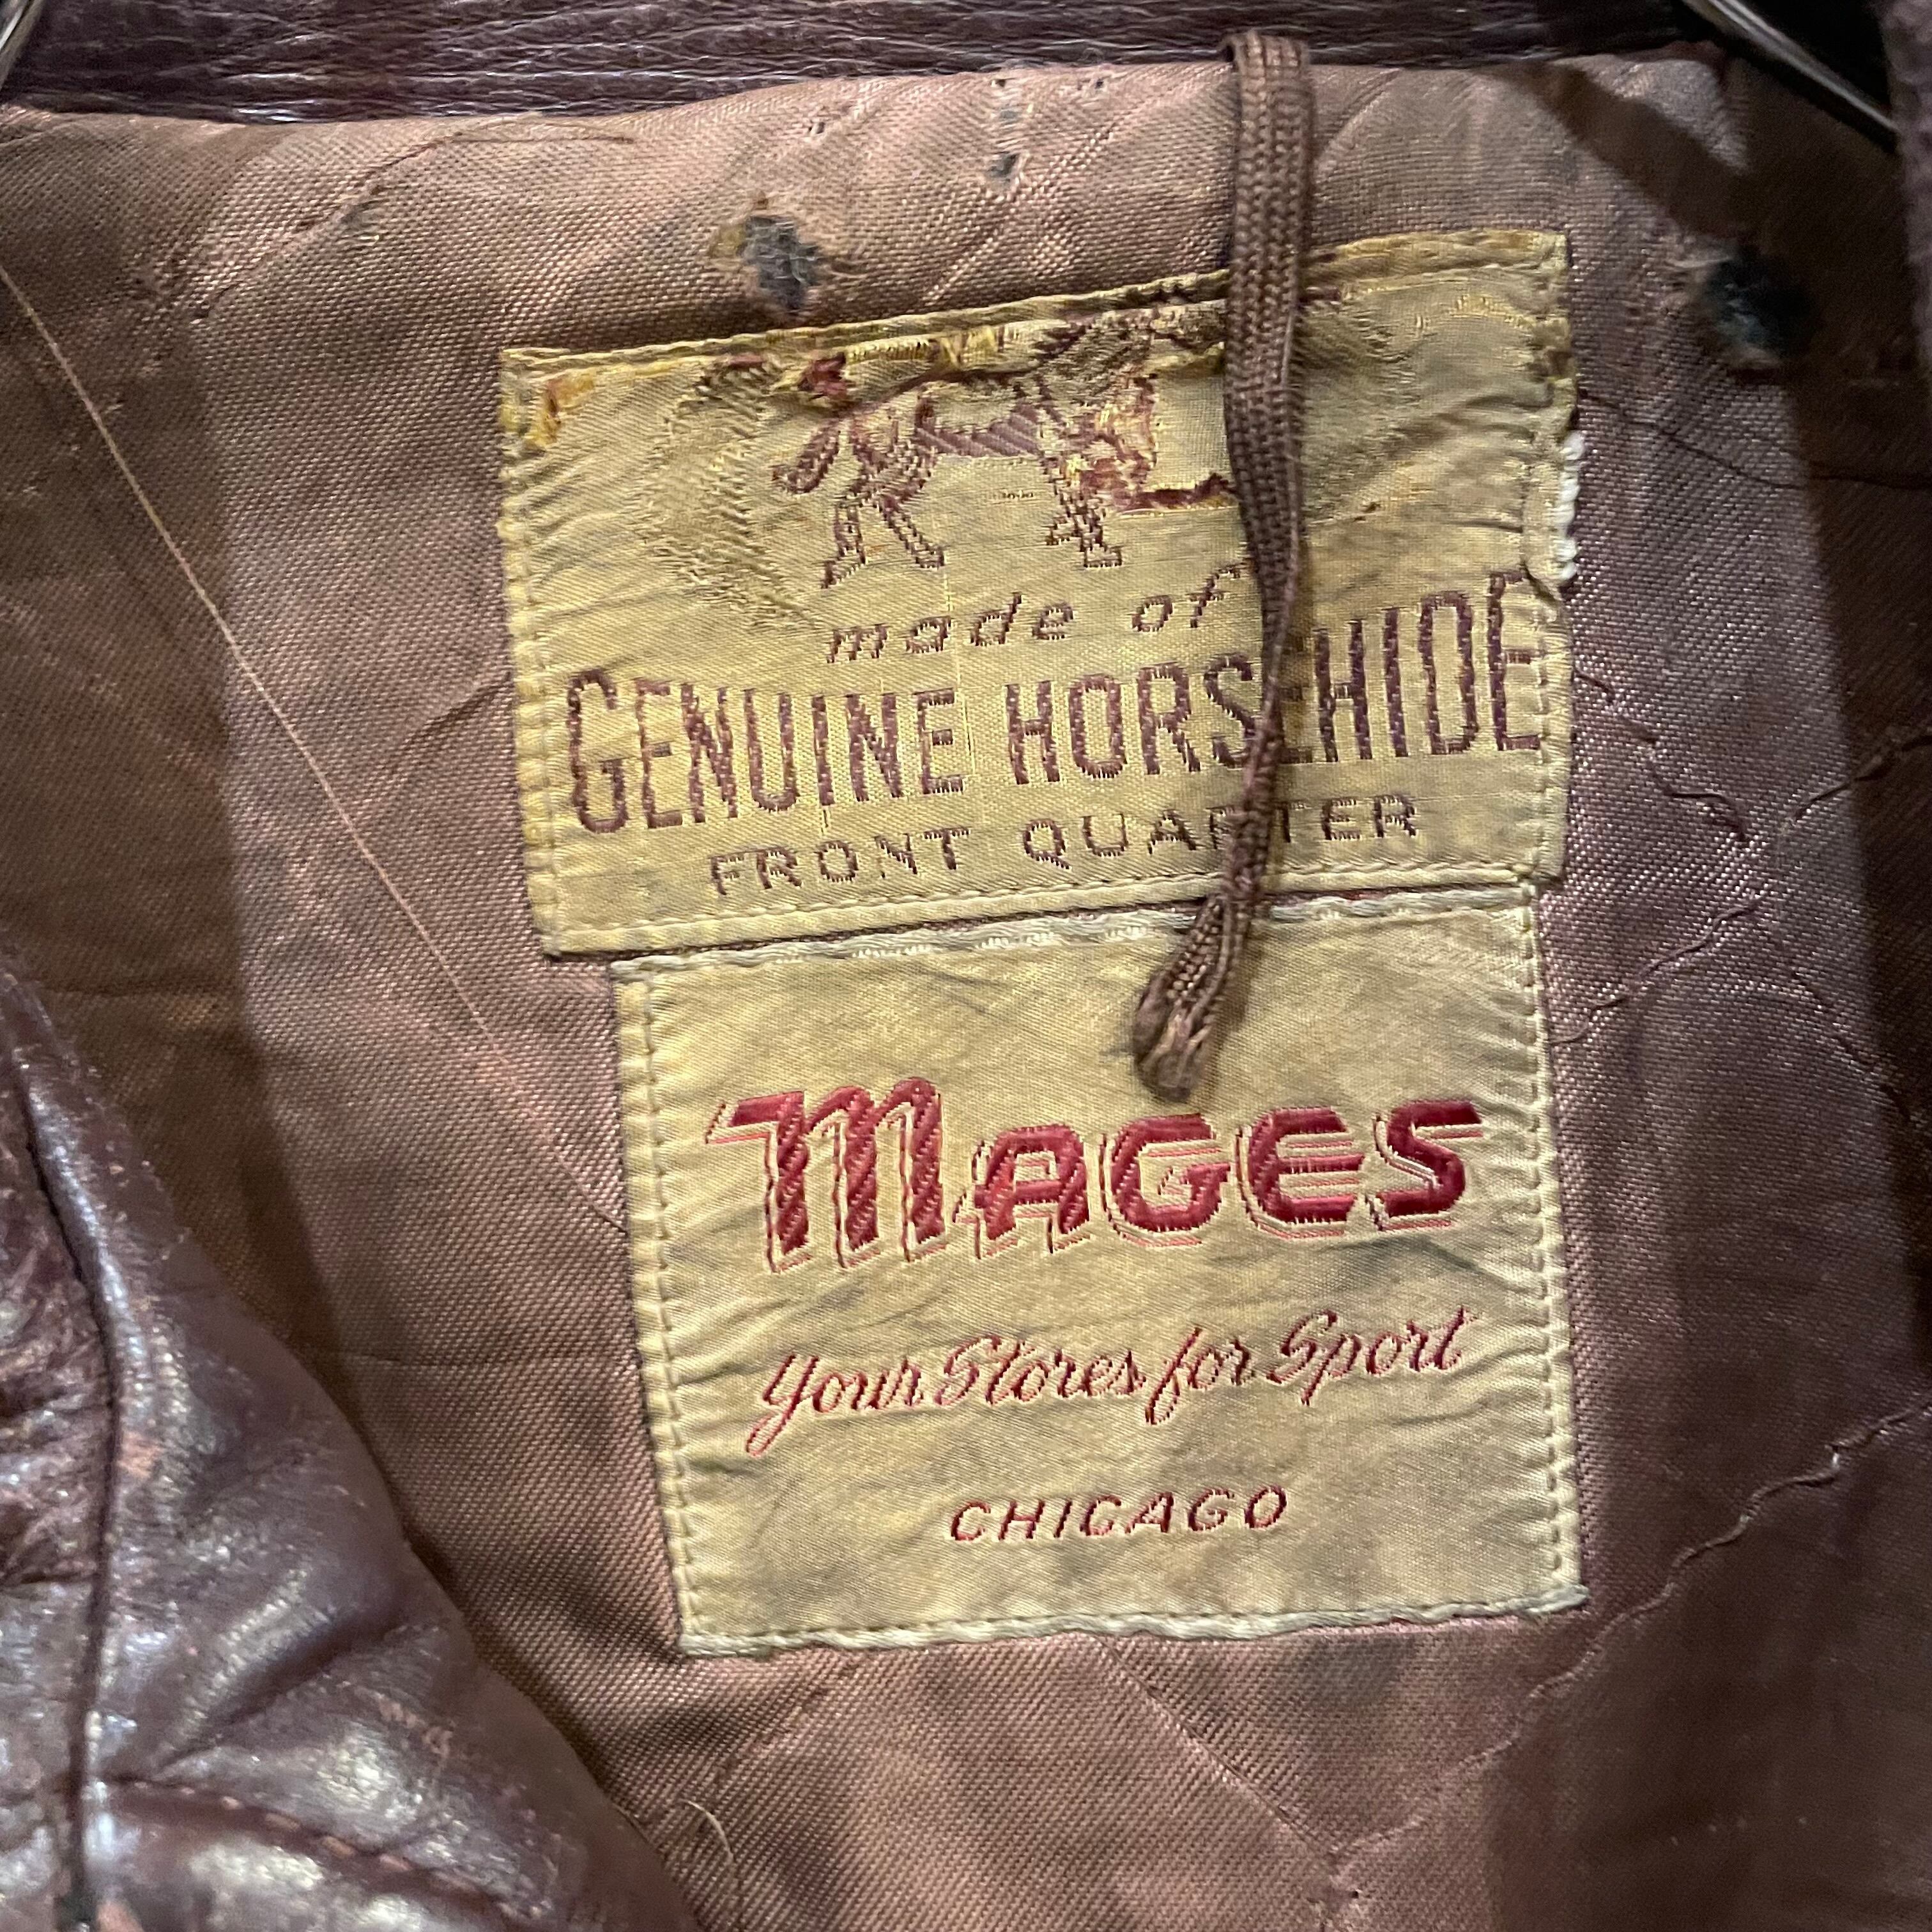 made of
GENUINE HORSEHIDE
FRONT QUARTER
MAGES
Your Stores for Sport
CHICAGO